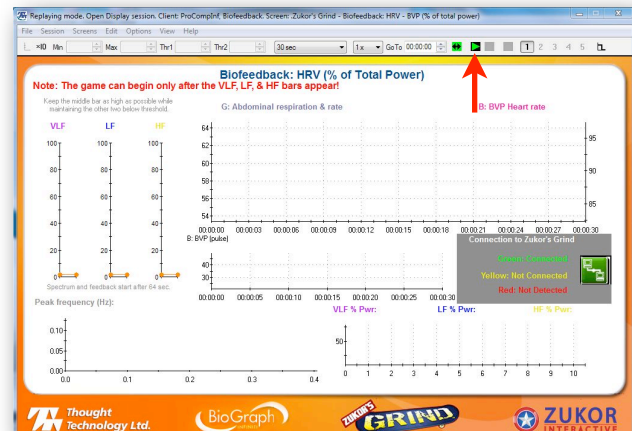 Replaying mode. Open Display session. Client: ProCompInf, Biofeedback. Screen: .Zukor's Grind - Biofeedback: HRV - BVP (% of total power)
File Session Screens Edit Options View Help
Min Max Thr1 Thr2 30 sec 1 x GoTo 00:00:00 1 2 3 4 5
Biofeedback: HRV (% of Total Power)
Note: The game can begin only after the VLF, LF, & HF bars appear!
Keep the middle bar as high as possible while
maintaining the other two below threshold.
G: Abdominal respiration & rate
B: BVP Heart rate
VLF LF HF
100 100 100
80 80 80
60 60 60
40 40 40
20 20 20
0 0 0
Spectrum and feedback start after 64 sec.
64
62
60
58
56
54
95
90
85
00:00:00 00:00:03 00:00:06 00:00:09 00:00:12 00:00:15 00:00:18 00:00:21 00:00:24 00:00:27 00:00:30
B: BVP [pulse]
40
30
00:00:00 00:00:05 00:00:10 00:00:15 00:00:20 00:00:25 00:00:30
Connection to Zukor's Grind
Green: Connected
Yellow: Not Connected
Red: Not Detected
Peak frequency (Hz):
0.10
0.05
0.00
0.0 0.1 0.2 0.3 0.4
VLF % Pwr: LF % Pwr: HF % Pwr:
50
0 1 2 3 4 5 6 7 8 9 10
Thought
Technology Ltd.
BioGraph
ZUKOR'S
GRIND
ZUKOR
INTERACTIVE